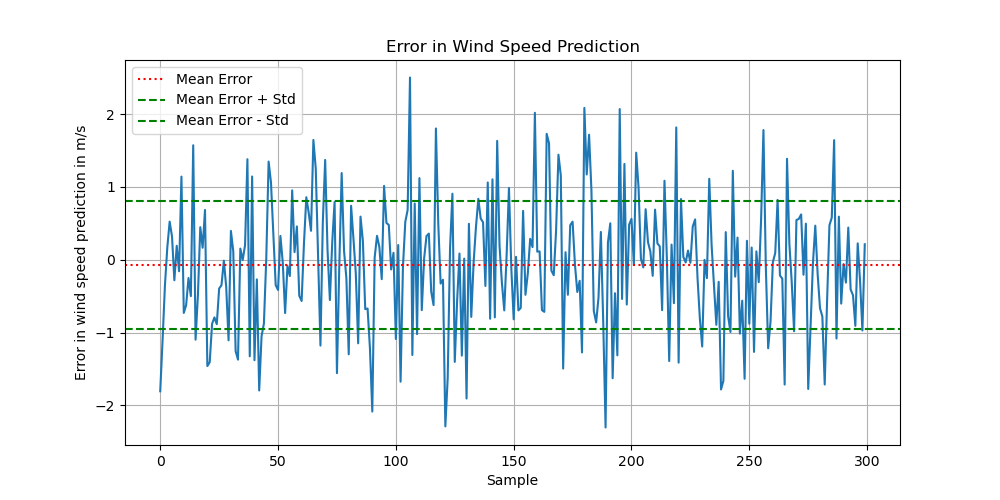 Error in Wind Speed Prediction
Mean Error
Mean Error + Std
Mean Error - Std
Error in wind speed prediction in m/s
2
1
0
−1
−2
0 50 100 150 200 250 300
Sample